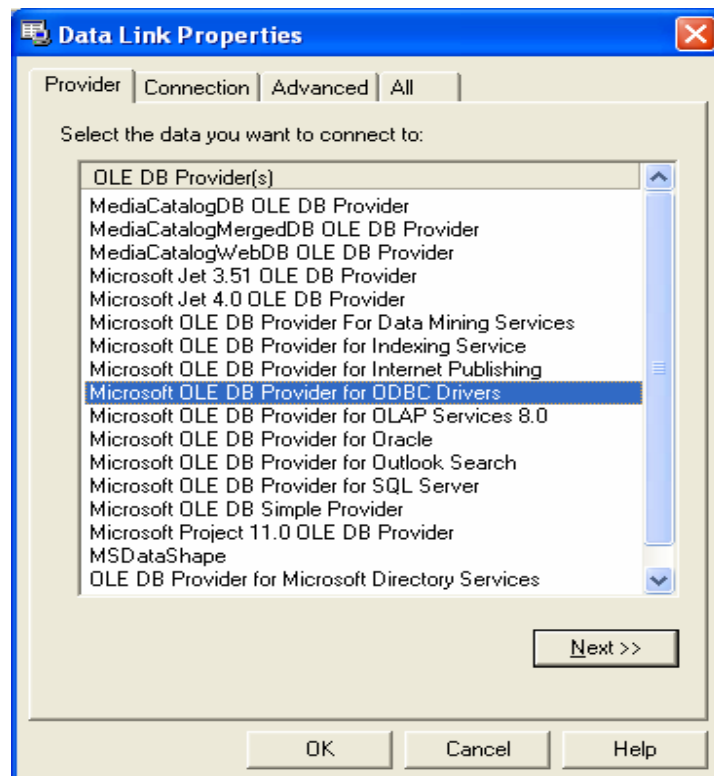 Data Link Properties
Provider Connection Advanced All
Select the data you want to connect to:
OLE DB Provider(s)
MediaCatalogDB OLE DB Provider
MediaCatalogMergedDB OLE DB Provider
MediaCatalogWebDB OLE DB Provider
Microsoft Jet 3.51 OLE DB Provider
Microsoft Jet 4.0 OLE DB Provider
Microsoft OLE DB Provider For Data Mining Services
Microsoft OLE DB Provider for Indexing Service
Microsoft OLE DB Provider for Internet Publishing
Microsoft OLE DB Provider for ODBC Drivers
Microsoft OLE DB Provider for OLAP Services 8.0
Microsoft OLE DB Provider for Oracle
Microsoft OLE DB Provider for Outlook Search
Microsoft OLE DB Provider for SQL Server
Microsoft OLE DB Simple Provider
Microsoft Project 11.0 OLE DB Provider
MSDataShape
OLE DB Provider for Microsoft Directory Services
Next >>
OK Cancel Help